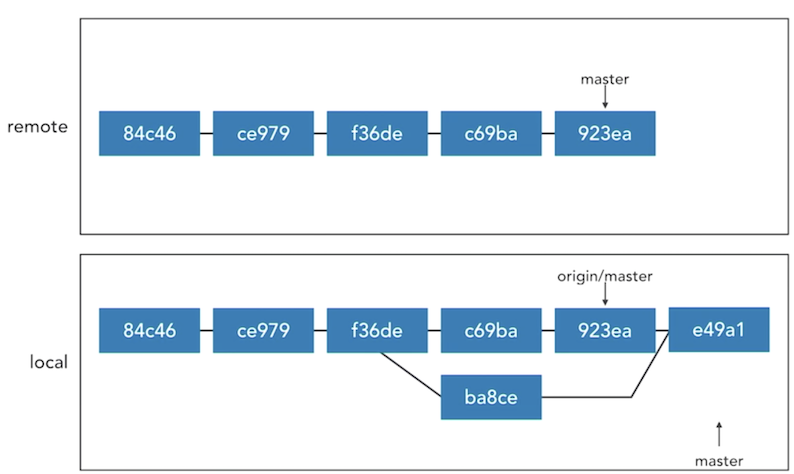 master
remote
84c46 ce979 f36de c69ba 923ea
origin/master
84c46 ce979 f36de c69ba 923ea e49a1
local
ba8ce
master